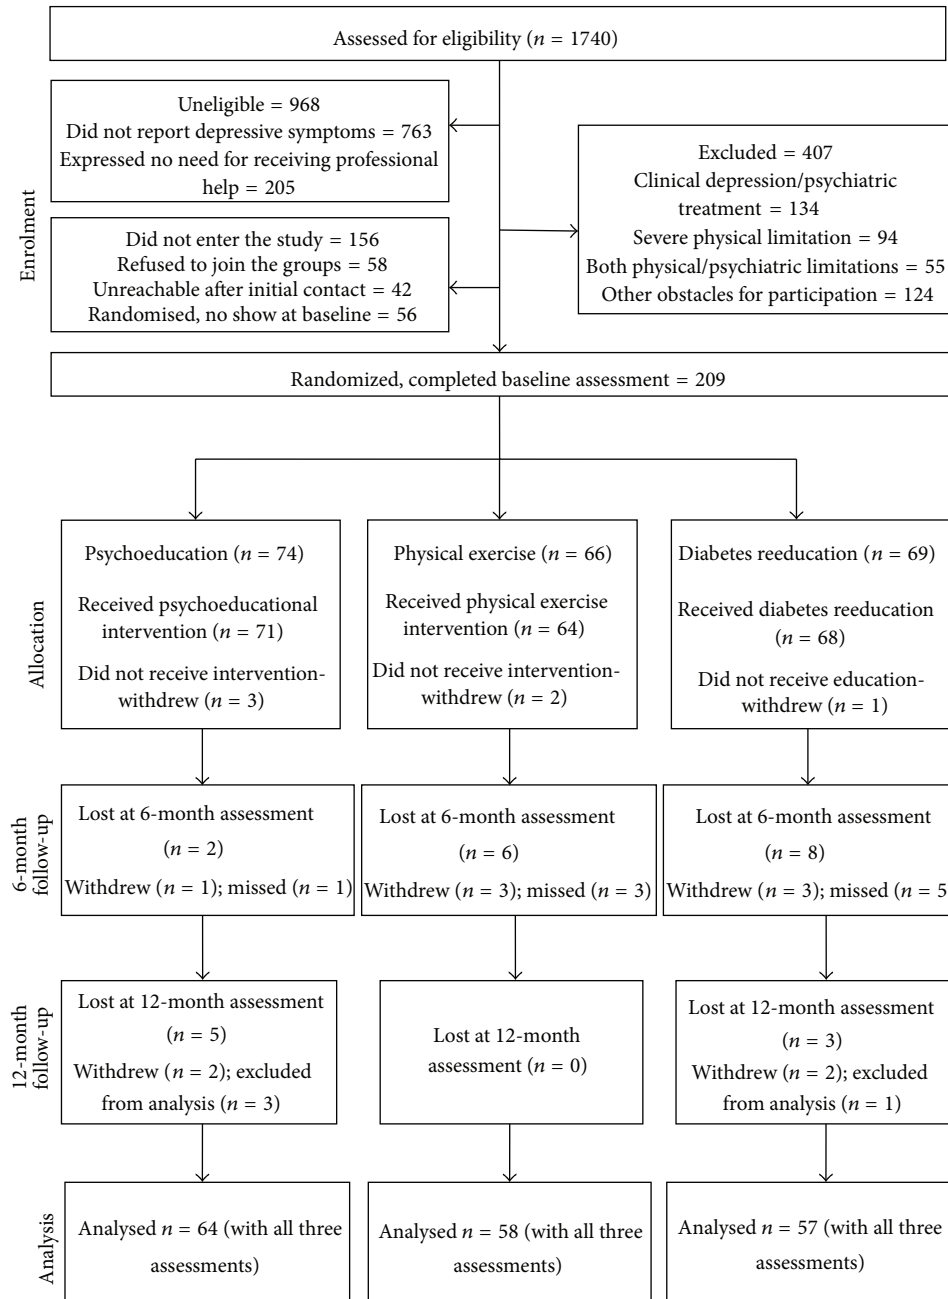 Assessed for eligibility (n = 1740)
Enrolment
Uneligible = 968
Did not report depressive symptoms = 763
Expressed no need for receiving professional
help = 205
Excluded = 407
Clinical depression/psychiatric
treatment = 134
Severe physical limitation = 94
Both physical/psychiatric limitations = 55
Other obstacles for participation = 124
Did not enter the study = 156
Refused to join the groups = 58
Unreachable after initial contact = 42
Randomised, no show at baseline = 56
Randomized, completed baseline assessment = 209
Allocation
Psychoeducation (n = 74)
Received psychoeducational
intervention (n = 71)
Did not receive intervention-
withdrew (n = 3)
Physical exercise (n = 66)
Received physical exercise
intervention (n = 64)
Did not receive intervention-
withdrew (n = 2)
Diabetes reeducation (n = 69)
Received diabetes reeducation
(n = 68)
Did not receive education-
withdrew (n = 1)
6-month
follow-up
Lost at 6-month assessment
(n = 2)
Withdrew (n = 1); missed (n = 1)
Lost at 6-month assessment
(n = 6)
Withdrew (n = 3); missed (n = 3)
Lost at 6-month assessment
(n = 8)
Withdrew (n = 3); missed (n = 5
12-month
follow-up
Lost at 12-month assessment
(n = 5)
Withdrew (n = 2); excluded
from analysis (n = 3)
Lost at 12-month
assessment (n = 0)
Lost at 12-month assessment
(n = 3)
Withdrew (n = 2); excluded
from analysis (n = 1)
Analysis
Analysed n = 64 (with all three
assessments)
Analysed n = 58 (with all three
assessments)
Analysed n = 57 (with all three
assessments)